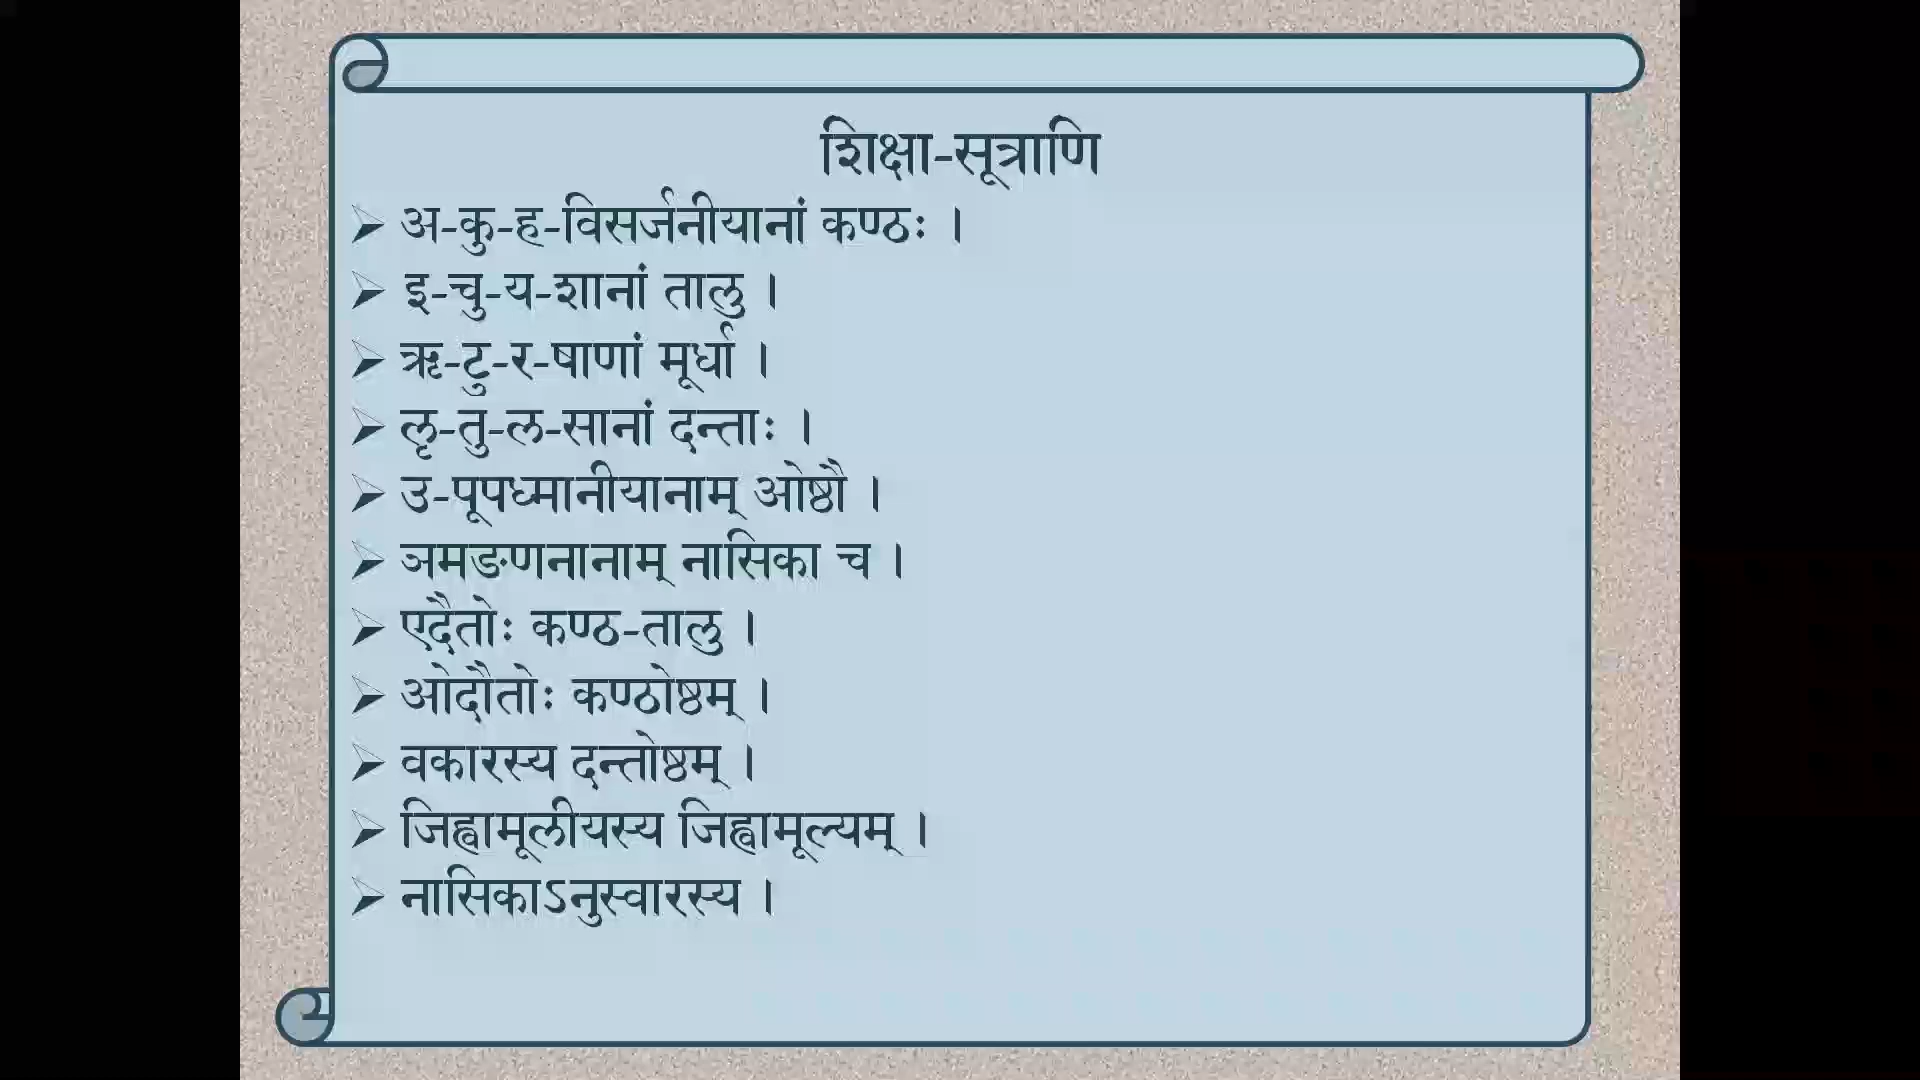 शिक्षा-सूत्राणि
अ-कु-ह-विसर्जनीयानां कण्ठः ।
इ-चु-य-शानां तालु ।
ऋ-टु-र-षाणां मूर्धा ।
लृ-तु-ल-सानां दन्ताः ।
उ-पूपध्मानीयानाम् ओष्ठौ ।
ञमङणनानाम् नासिका च ।
एदैतोः कण्ठ-तालु ।
ओदौतोः कण्ठोष्ठम् ।
वकारस्य दन्तोष्ठम् ।
जिह्वामूलीयस्य जिह्वामूल्यम् ।
नासिकाऽनुस्वारस्य ।